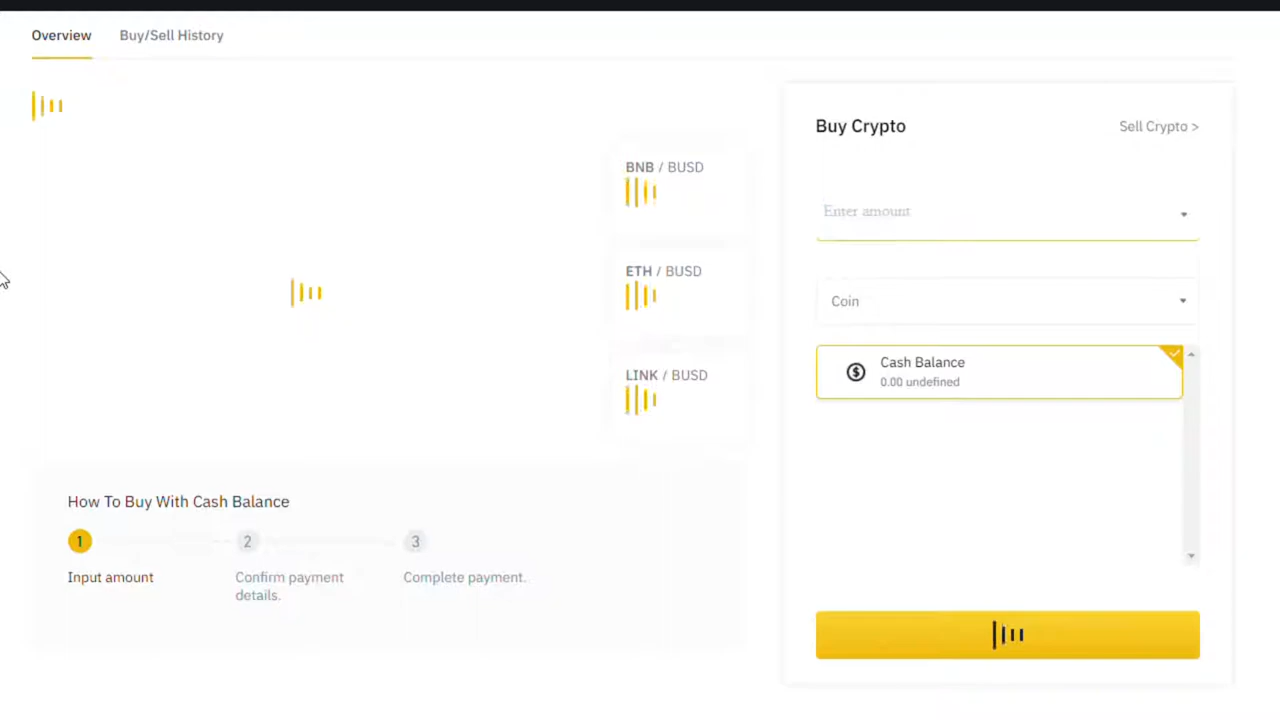 Overview
Buy/Sell History
BNB / BUSD
ETH / BUSD
LINK / BUSD
How To Buy With Cash Balance
1
2
3
Input amount
Confirm payment
details.
Complete payment.
Buy Crypto
Sell Crypto >
Enter amount
Coin
Cash Balance
0.00 undefined